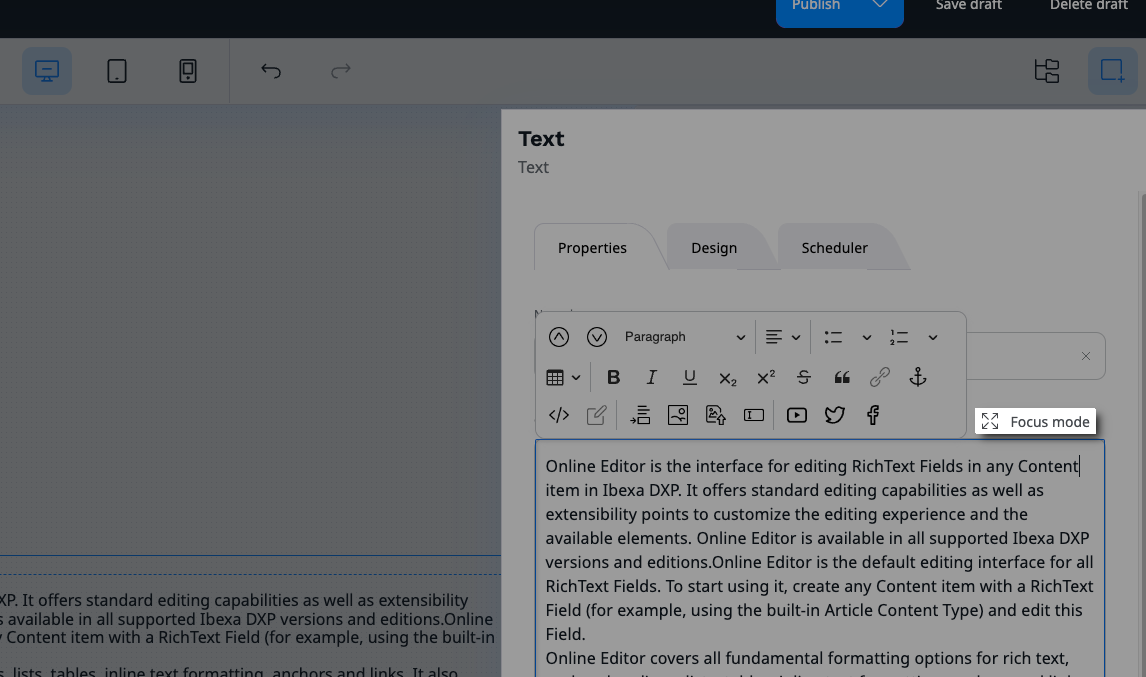 Publish
Save draft
Delete draft
Text
Text
Properties
Design
Scheduler
Paragraph
Focus mode
Online Editor is the interface for editing RichText Fields in any Content
item in Ibexa DXP. It offers standard editing capabilities as well as
extensibility points to customize the editing experience and the
available elements. Online Editor is available in all supported Ibexa DXP
versions and editions.Online Editor is the default editing interface for all
RichText Fields. To start using it, create any Content item with a RichText
Field (for example, using the built-in Article Content Type) and edit this
Field.
Online Editor covers all fundamental formatting options for rich text,
XP. It offers standard editing capabilities as well as extensibility
s available in all supported Ibexa DXP versions and editions.Online
y Content item with a RichText Field (for example, using the built-in
s, lists, tables, inline text formatting, anchors and links. It also